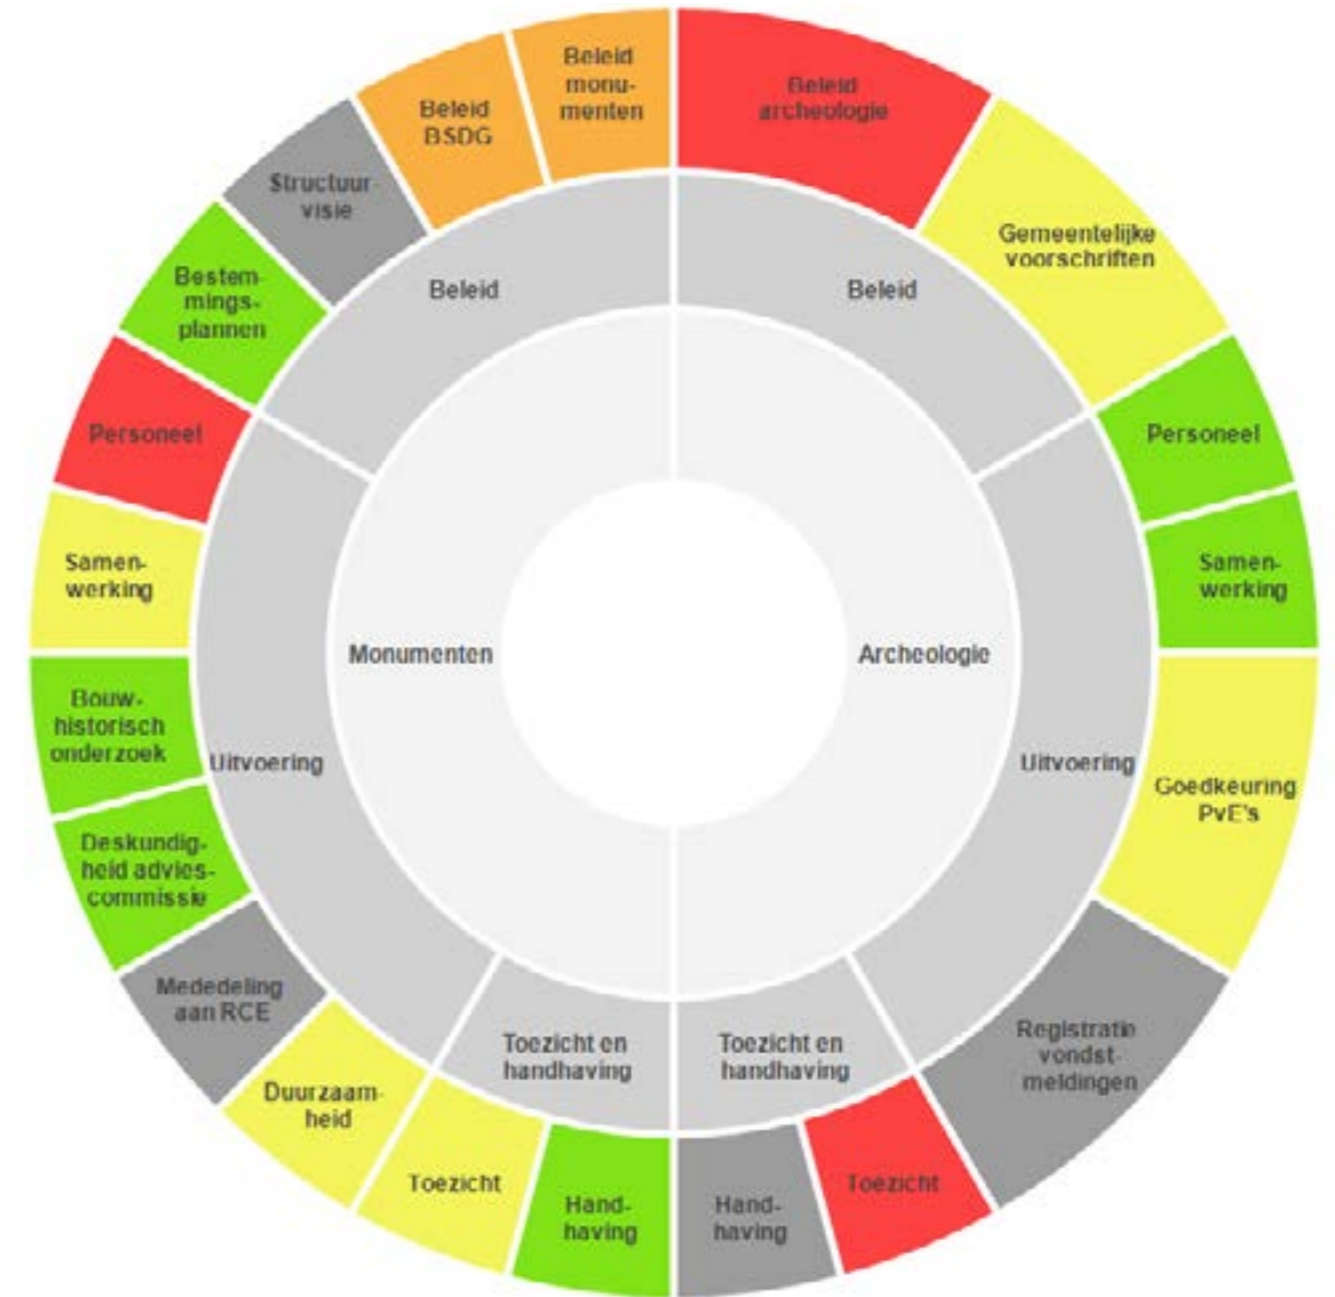 Beleid
monu-
menten
Beleid
BSDG
Structuur-
visie
Bestem-
mings-
plannen
Personeel
Samen-
werking
Bouw-
historisch
onderzoek
Deskundig-
heid advies-
commissie
Mededeling
aan RCE
Duurzaam-
heid
Toezicht
Hand-
having
Beleid
Uitvoering
Toezicht en
handhaving
Monumenten
Beleid
archeologie
Gemeentelijke
voorschriften
Personeel
Samen-
werking
Goedkeuring
PvE's
Registratie
vondst-
meldingen
Toezicht
Hand-
having
Beleid
Uitvoering
Toezicht en
handhaving
Archeologie